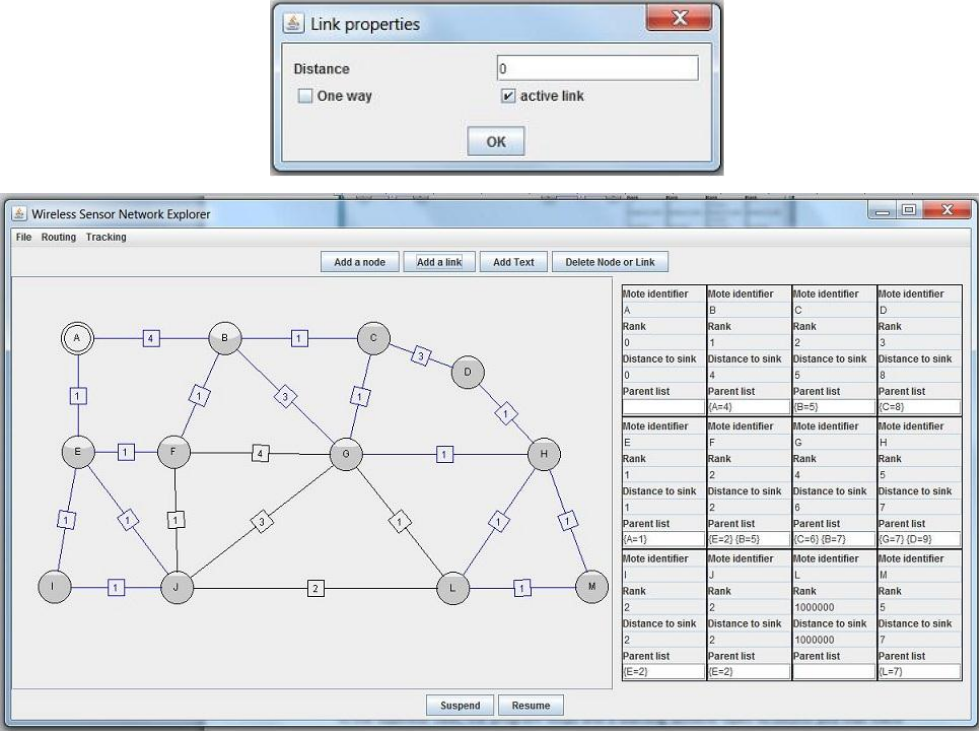 Link properties
Distance 0
One way active link
OK
Wireless Sensor Network Explorer
File Routing Tracking
Add a node Add a link Add Text Delete Node or Link
A 4 B 1 C
3
D
1 1 3 1 1
E 1 F 4 G 1 H
1 1 1 3 1 1 1
I 1 J 2 L 1 M
Mote identifier Mote identifier Mote identifier Mote identifier
A B C D
Rank Rank Rank Rank
0 1 2 3
Distance to sink Distance to sink Distance to sink Distance to sink
0 4 5 8
Parent list Parent list Parent list Parent list
{A=4} {B=5} {C=8}
Mote identifier Mote identifier Mote identifier Mote identifier
E F G H
Rank Rank Rank Rank
1 2 4 5
Distance to sink Distance to sink Distance to sink Distance to sink
1 2 6 7
Parent list Parent list Parent list Parent list
{A=1} {E=2} {B=5} {C=6} {B=7} {G=7} {D=9}
Mote identifier Mote identifier Mote identifier Mote identifier
I J L M
Rank Rank Rank Rank
2 2 1000000 5
Distance to sink Distance to sink Distance to sink Distance to sink
2 2 1000000 7
Parent list Parent list Parent list Parent list
{E=2} {E=2} {L=7}
Suspend Resume